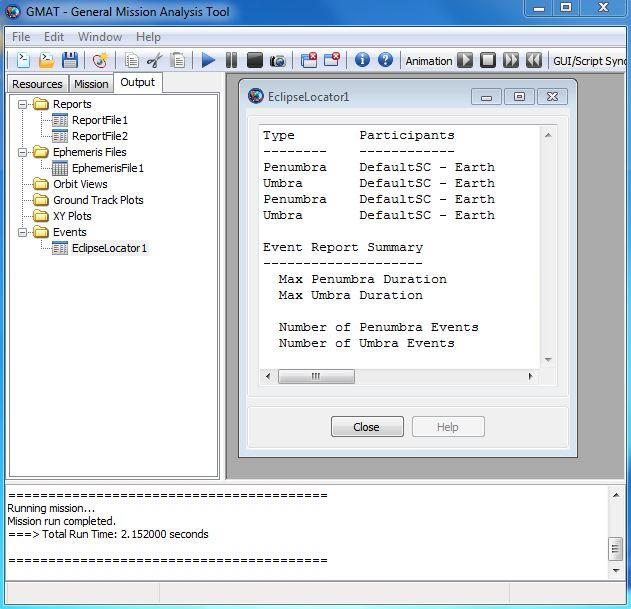 GMAT - General Mission Analysis Tool
File Edit Window Help
Animation GUI/Script Sync
Resources Mission Output
Reports
ReportFile1
ReportFile2
Ephemeris Files
EphemerisFile1
Orbit Views
Ground Track Plots
XY Plots
Events
EclipseLocator1
EclipseLocator1
Type Participants
-------- ------------
Penumbra DefaultSC - Earth
Umbra DefaultSC - Earth
Penumbra DefaultSC - Earth
Umbra DefaultSC - Earth
Event Report Summary
--------------------
Max Penumbra Duration
Max Umbra Duration
Number of Penumbra Events
Number of Umbra Events
Close Help
========================================
Running mission...
Mission run completed.
===> Total Run Time: 2.152000 seconds
========================================